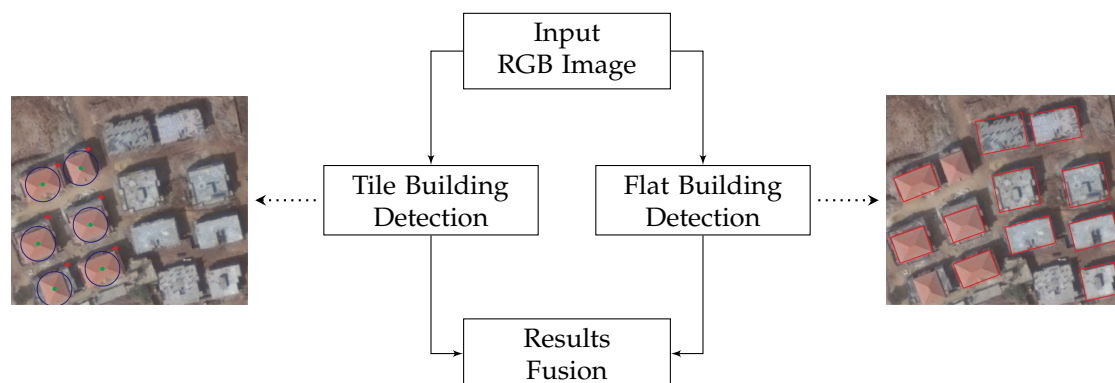 Input
RGB Image
Tile Building
Detection
Flat Building
Detection
Results
Fusion